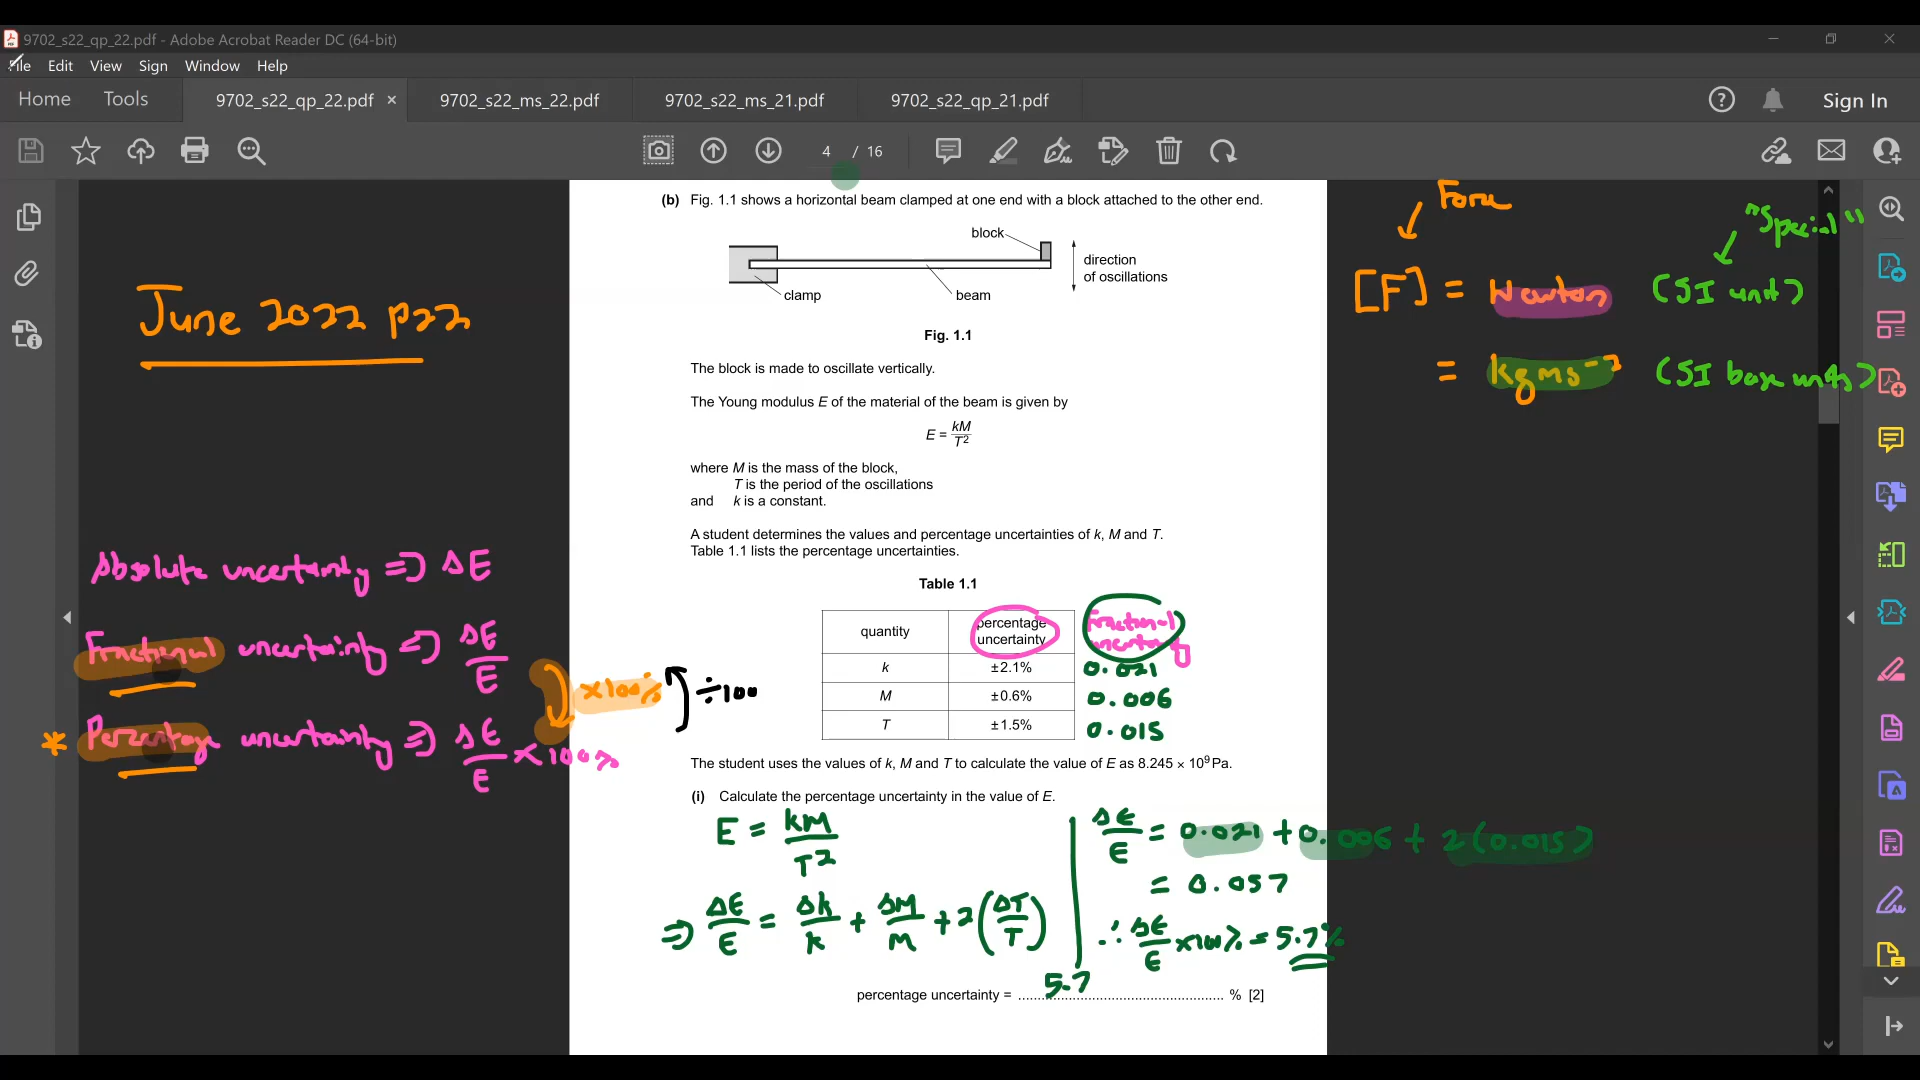 9702_s22_qp_22.pdf - Adobe Acrobat Reader DC (64-bit)
File Edit View Sign Window Help
Home Tools 9702_s22_qp_22.pdf × 9702_s22_ms_22.pdf 9702_s22_ms_21.pdf 9702_s22_qp_21.pdf Sign In
4 / 16
(b) Fig. 1.1 shows a horizontal beam clamped at one end with a block attached to the other end.
block
direction
of oscillations
clamp
beam
Fig. 1.1
June 2022 p22
Force
"Special"
[F] = Newton (SI unit)
= kgms⁻² (SI base units)
The block is made to oscillate vertically.
The Young modulus E of the material of the beam is given by
E = kM/T²
where M is the mass of the block,
T is the period of the oscillations
and k is a constant.
A student determines the values and percentage uncertainties of k, M and T.
Table 1.1 lists the percentage uncertainties.
Absolute uncertainty => ΔE
Fractional uncertainty => ΔE/E
×100%
÷100
* Percentage uncertainty => ΔE/E × 100%
Table 1.1
quantity percentage uncertainty Fractional uncertainty
k ±2.1% 0.021
M ±0.6% 0.006
T ±1.5% 0.015
The student uses the values of k, M and T to calculate the value of E as 8.245 × 10⁹ Pa.
(i) Calculate the percentage uncertainty in the value of E.
E = kM/T²
=> ΔE/E = Δk/k + ΔM/M + 2(ΔT/T)
ΔE/E = 0.021 + 0.006 + 2(0.015)
= 0.057
∴ ΔE/E ×100% = 5.7%
5.7
percentage uncertainty = .................................................... % [2]